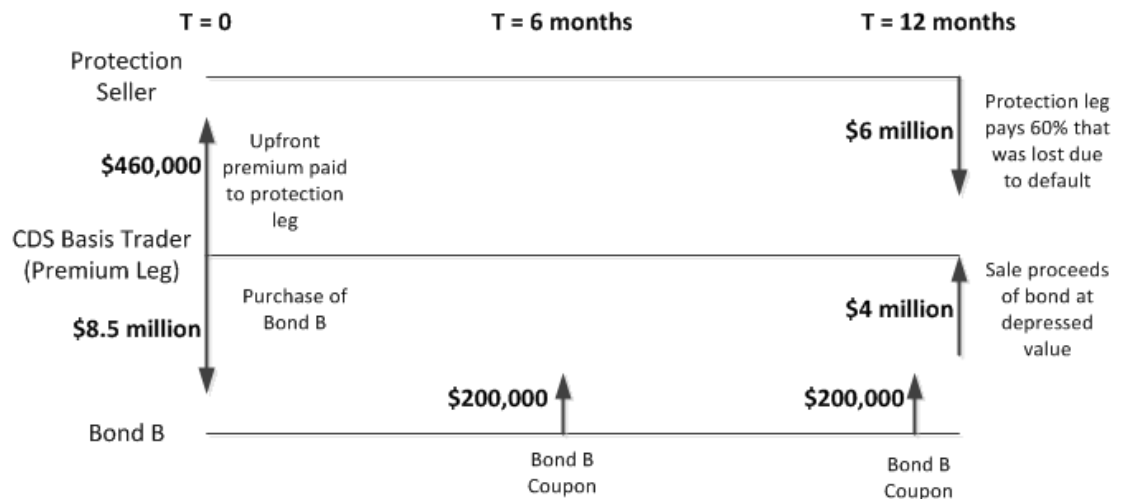 T = 0
T = 6 months
T = 12 months
Protection
Seller
$460,000
Upfront
premium paid
to protection
leg
$6 million
Protection leg
pays 60% that
was lost due
to default
CDS Basis Trader
(Premium Leg)
$8.5 million
Purchase of
Bond B
$4 million
Sale proceeds
of bond at
depressed
value
$200,000
$200,000
Bond B
Bond B
Coupon
Bond B
Coupon